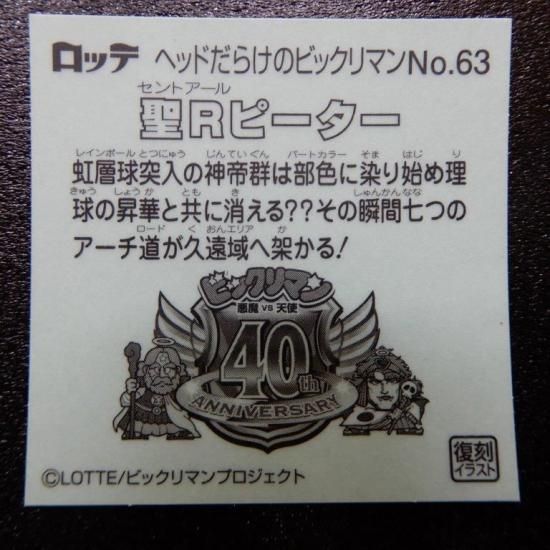 ロッテ ヘッドだらけのビックリマンNo.63
セントアール
聖Rピーター
レインボール とつにゅう じんていぐん パートカラー そま はじ り
虹層球突入の神帝群は部色に染り始め理
きゅう しょうか とも き しゅんかんなな
球の昇華と共に消える??その瞬間七つの
ロード く おんエリア か
アーチ道が久遠域へ架かる!
ビックリマン
悪魔 VS 天使
40th
ANNIVERSARY
©LOTTE/ビックリマンプロジェクト
復刻
イラスト